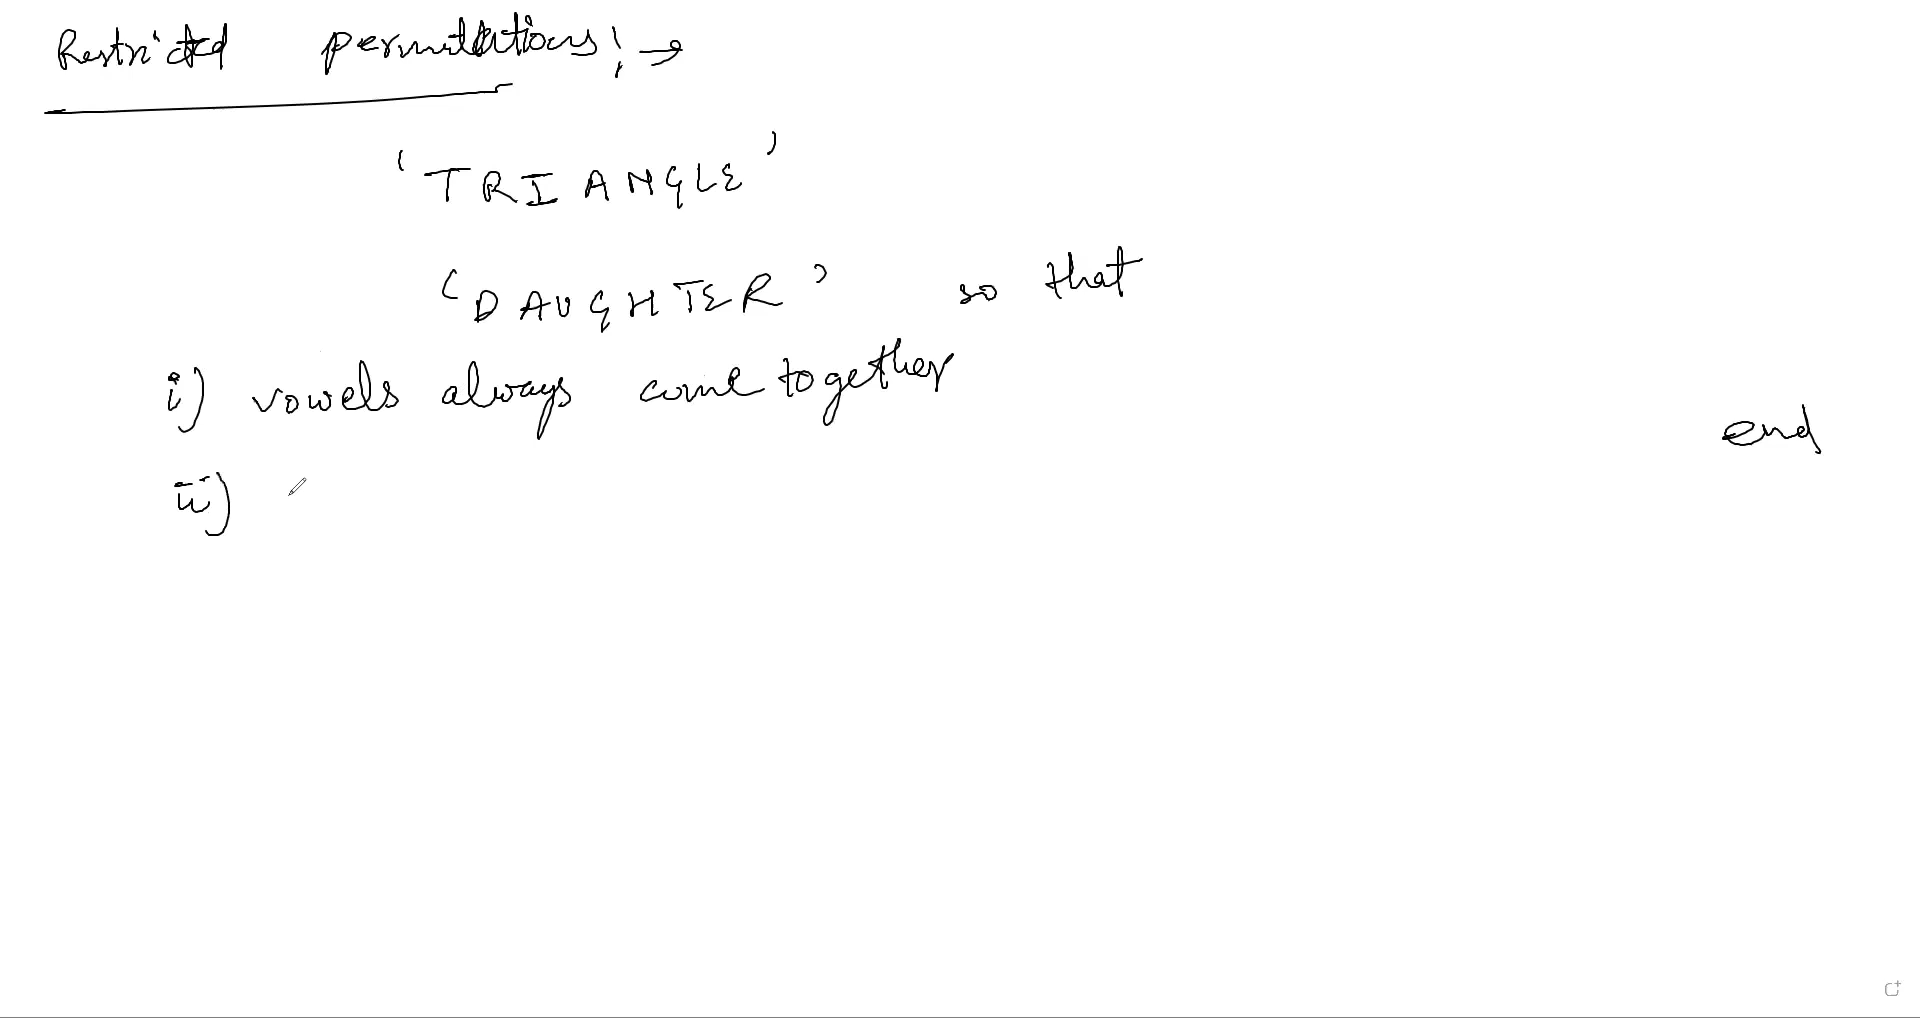 Restricted permutations: →
'TRIANGLE'
'DAUGHTER' so that
i) vowels always come together
end
ii)